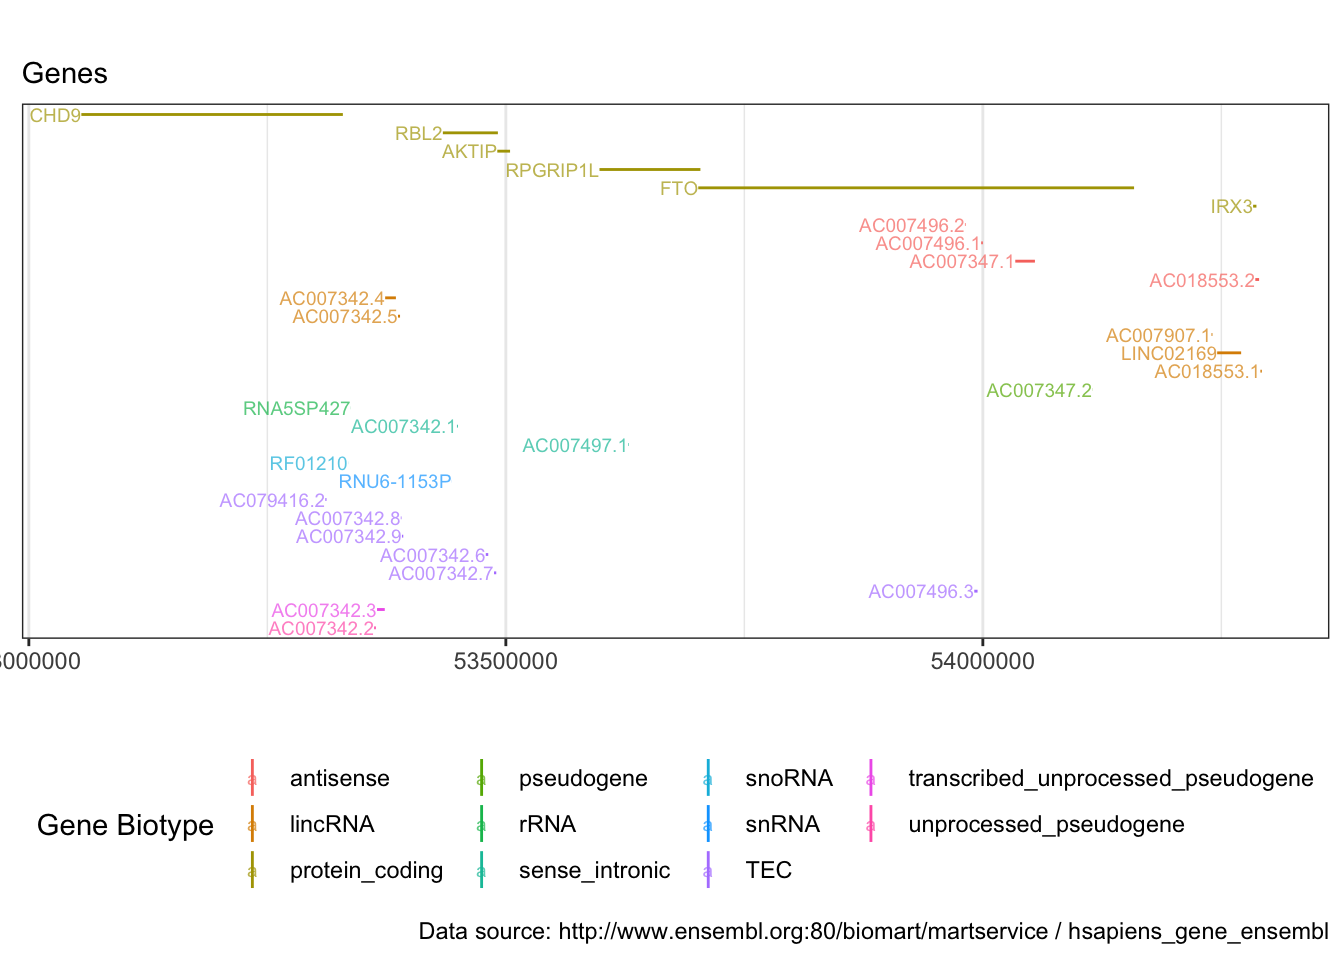 Genes
CHD9
RBL2
AKTIP
RPGRIP1L
FTO
IRX3
AC007496.2
AC007496.1
AC007347.1
AC018553.2
AC007342.4
AC007342.5
AC007907.1
LINC02169
AC018553.1
AC007347.2
RNA5SP427
AC007342.1
AC007497.1
RF01210
RNU6-1153P
AC079416.2
AC007342.8
AC007342.9
AC007342.6
AC007342.7
AC007496.3
AC007342.3
AC007342.2
3000000 53500000 54000000
a antisense a pseudogene a snoRNA a transcribed_unprocessed_pseudogene
Gene Biotype a lincRNA a rRNA a snRNA a unprocessed_pseudogene
a protein_coding a sense_intronic a TEC
Data source: http://www.ensembl.org:80/biomart/martservice / hsapiens_gene_ensembl